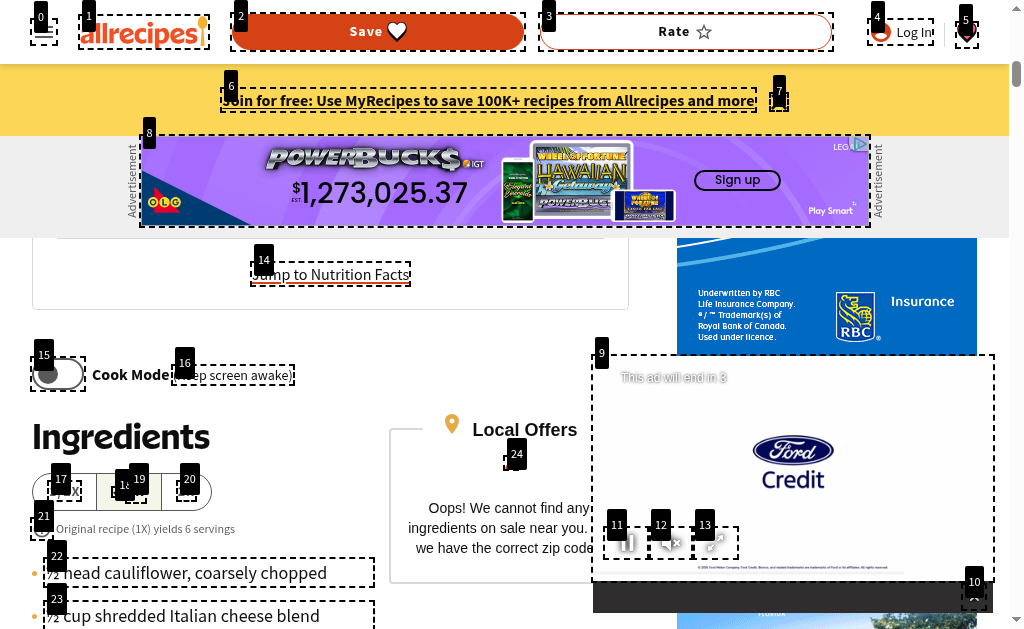 0
1
allrecipes
2
Save
3
Rate
4
Log In
5
6
Join for free: Use MyRecipes to save 100K+ recipes from Allrecipes and more
7
8
Advertisement
POWERBUCK$
IGT
$1,273,025.37
EST.
OLG
WHEEL OF FORTUNE
HAWAIIAN
Getaway
Sign up
Play Smart
Advertisement
14
Jump to Nutrition Facts
Underwritten by RBC
Life Insurance Company.
® / ™ Trademark(s) of
Royal Bank of Canada.
Used under licence.
RBC
Insurance
15
Cook Mode
16
(Keep screen awake)
9
This ad will end in 3
Ford
Credit
11
12
13
10
Ingredients
17
18
19
20
21
Original recipe (1X) yields 6 servings
Local Offers
24
Oops! We cannot find any
ingredients on sale near you.
we have the correct zip code
22
½ head cauliflower, coarsely chopped
23
½ cup shredded Italian cheese blend